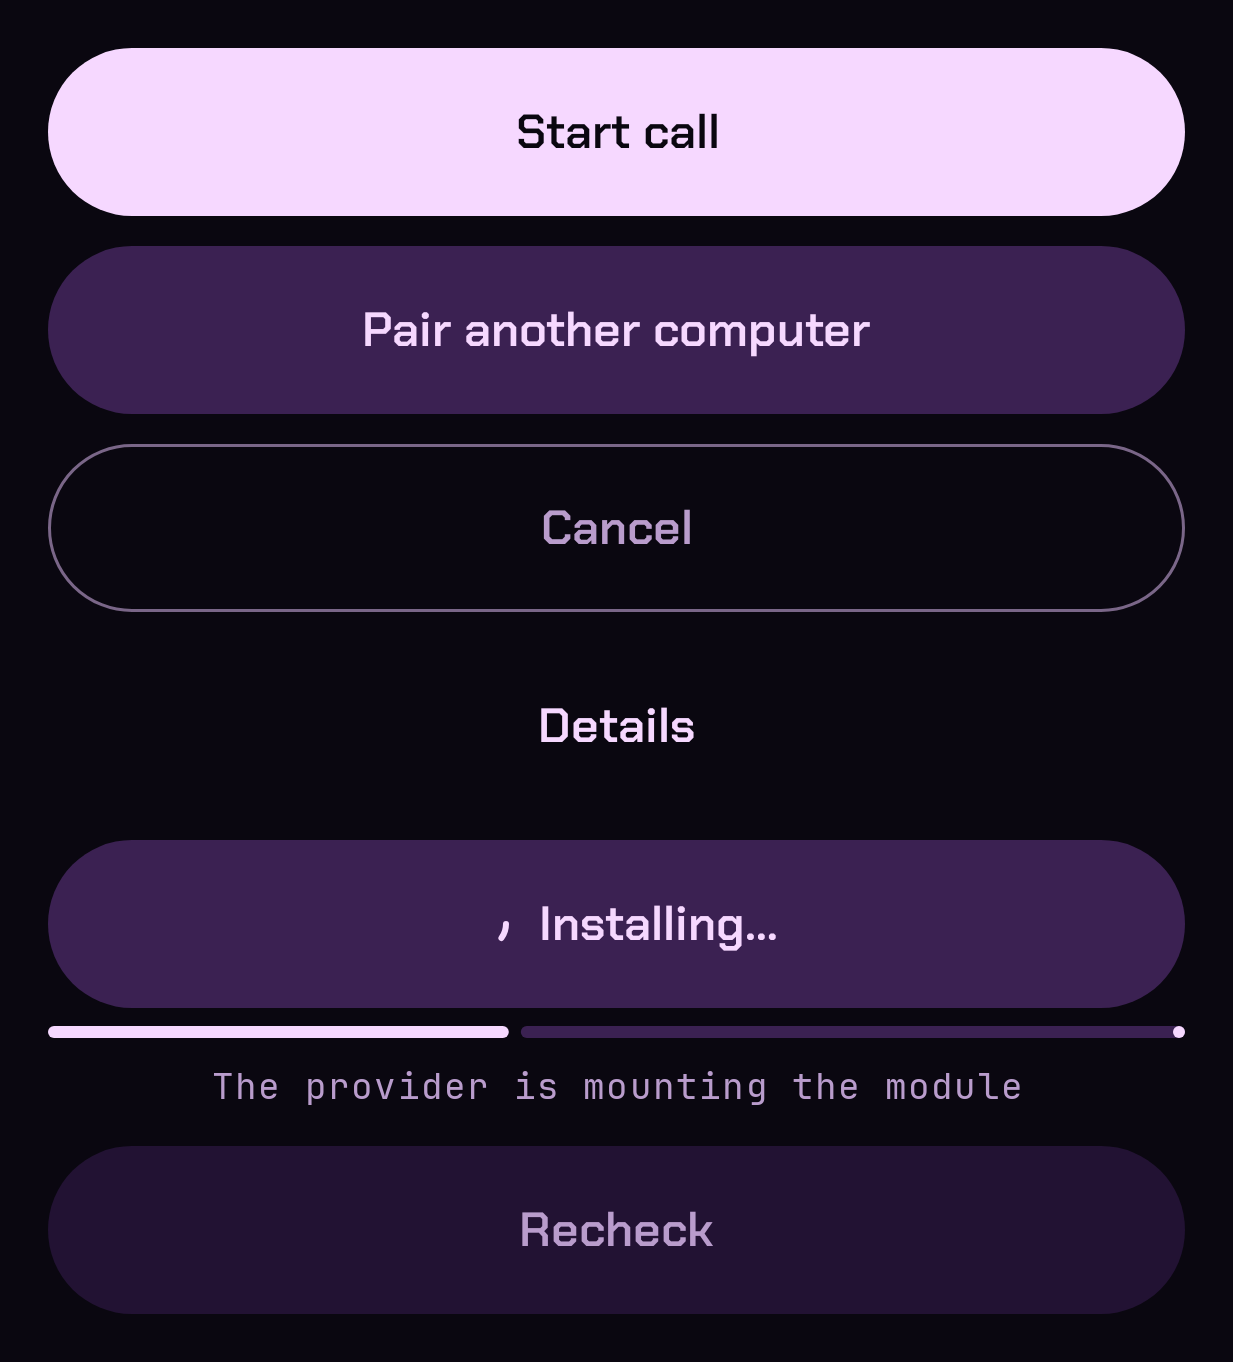 Start call
Pair another computer
Cancel
Details
Installing...
The provider is mounting the module
Recheck